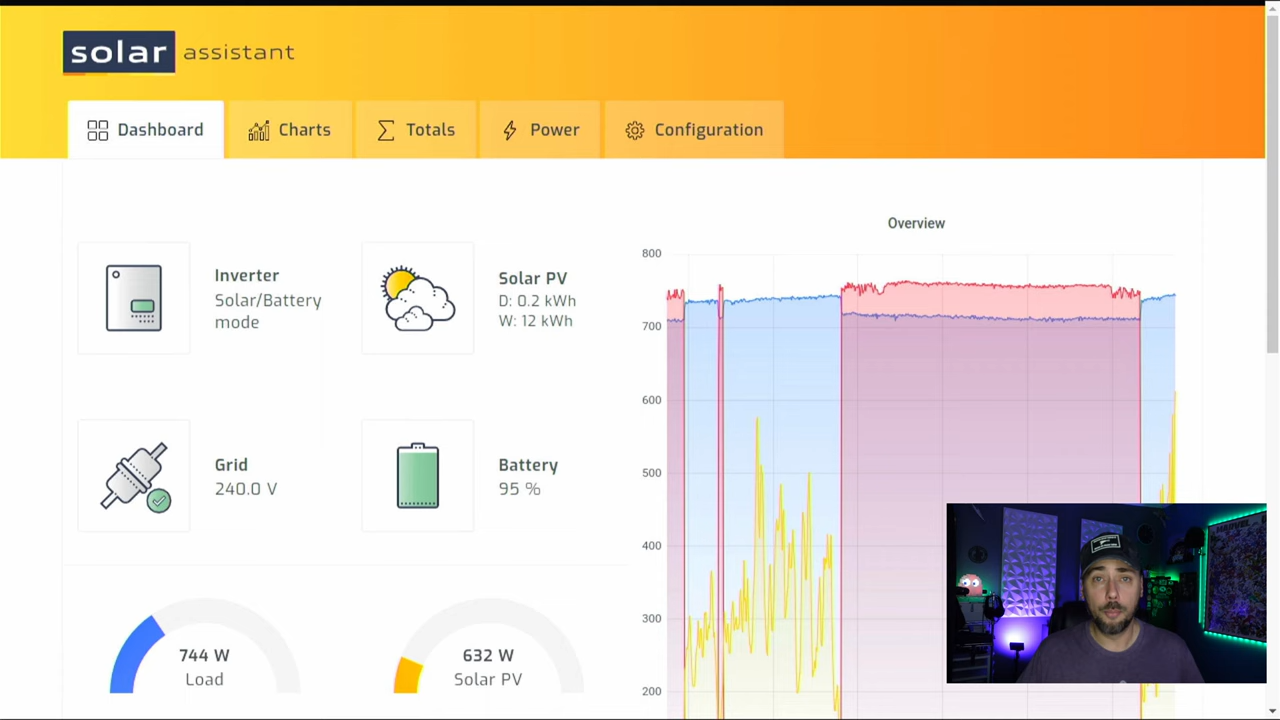 solar assistant
Dashboard
Charts
Totals
Power
Configuration
Inverter
Solar/Battery
mode
Solar PV
D: 0.2 kWh
W: 12 kWh
Grid
240.0 V
Battery
95 %
744 W
Load
632 W
Solar PV
Overview
800
700
600
500
400
300
200
MARVEL